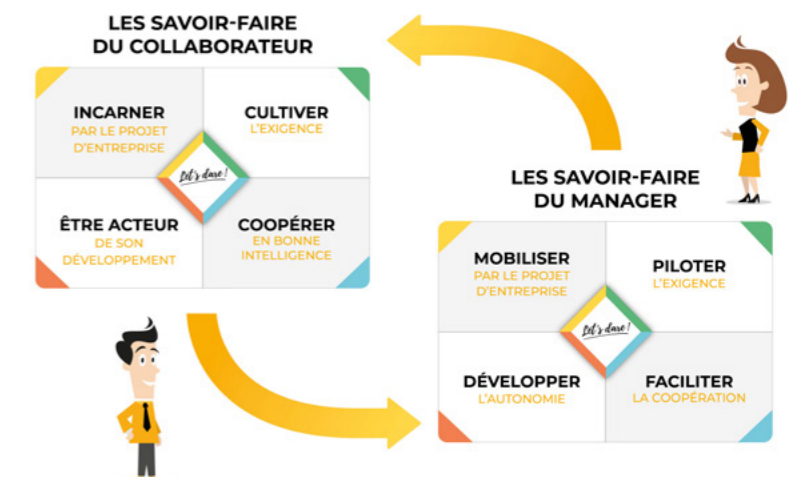 LES SAVOIR-FAIRE
DU COLLABORATEUR
INCARNER
PAR LE PROJET
D'ENTREPRISE
CULTIVER
L'EXIGENCE
Let's dare !
ÊTRE ACTEUR
DE SON
DÉVELOPPEMENT
COOPÉRER
EN BONNE
INTELLIGENCE
LES SAVOIR-FAIRE
DU MANAGER
MOBILISER
PAR LE PROJET
D'ENTREPRISE
PILOTER
L'EXIGENCE
Let's dare !
DÉVELOPPER
L'AUTONOMIE
FACILITER
LA COOPÉRATION